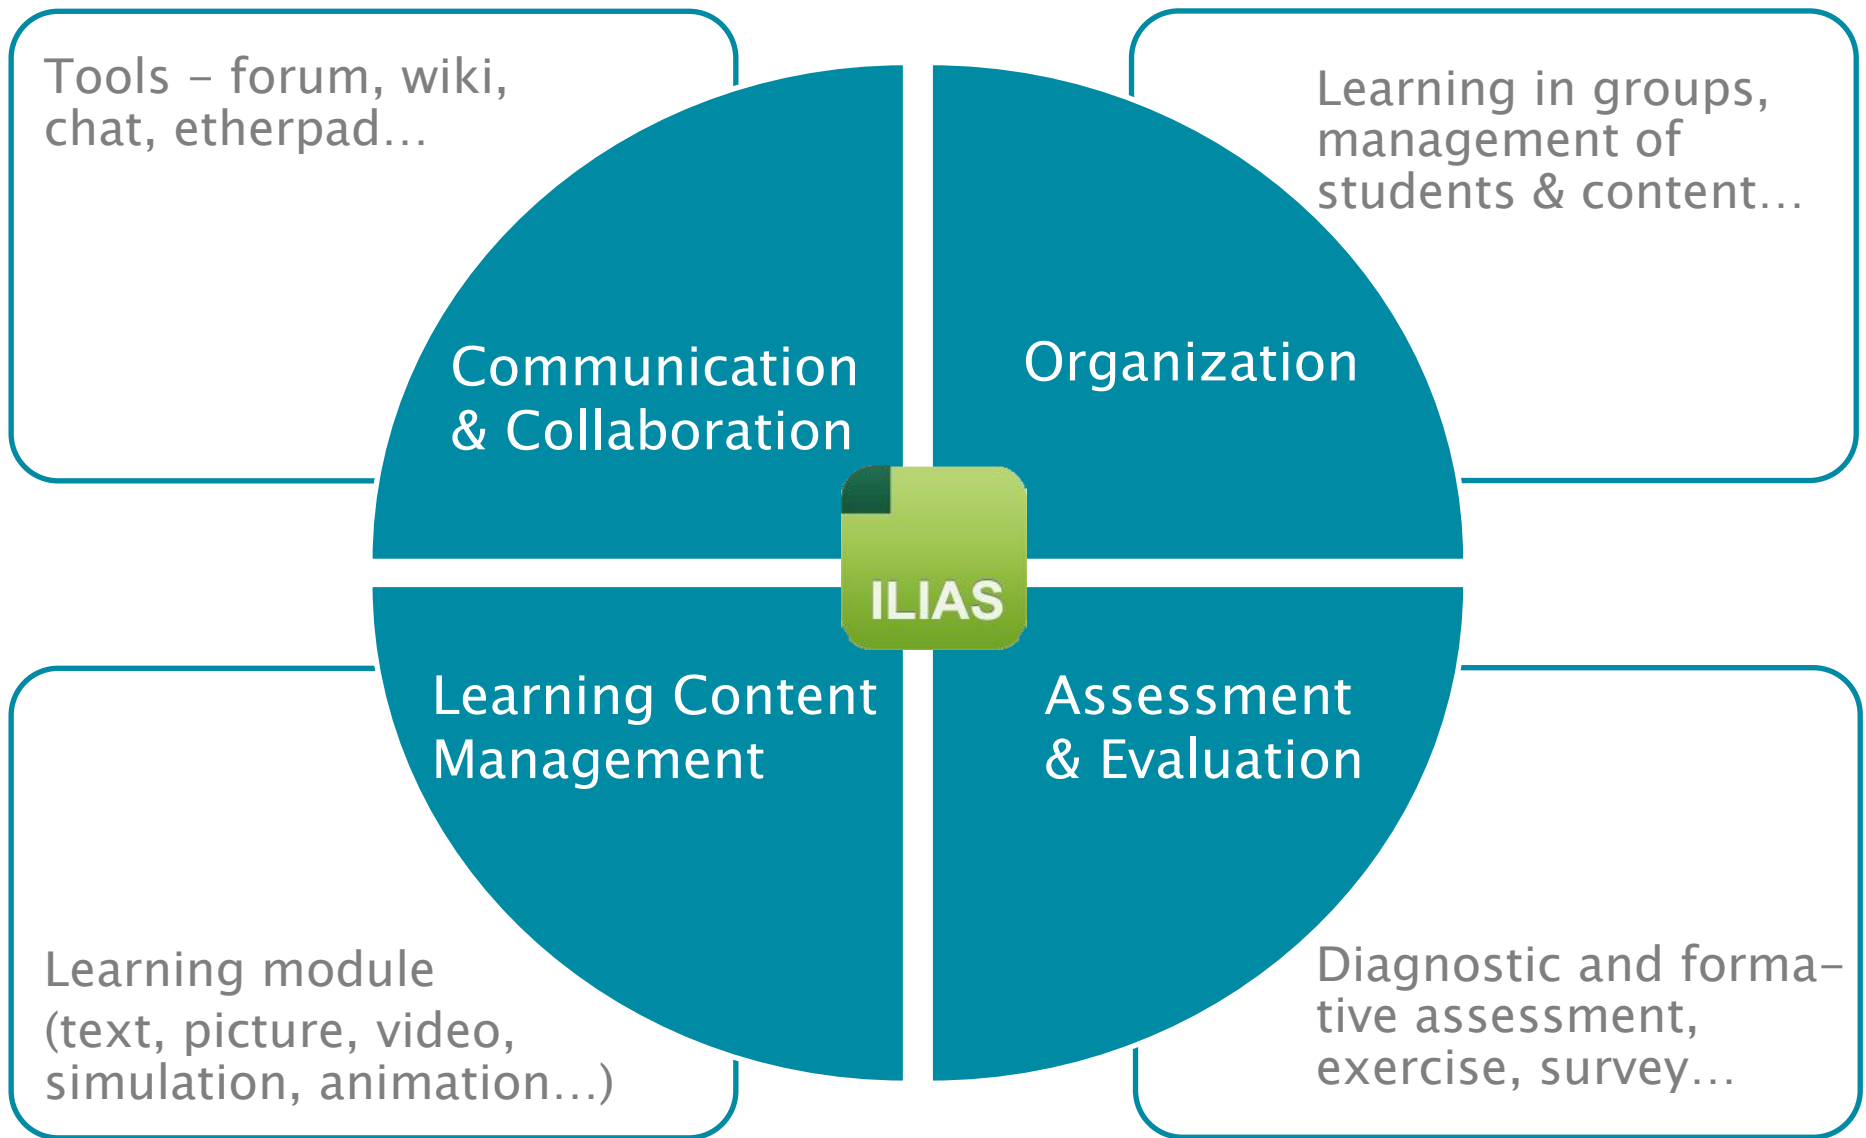 Tools – forum, wiki,
chat, etherpad…
Learning in groups,
management of
students & content…
Communication
& Collaboration
Organization
ILIAS
Learning Content
Management
Assessment
& Evaluation
Learning module
(text, picture, video,
simulation, animation…)
Diagnostic and forma–
tive assessment,
exercise, survey…